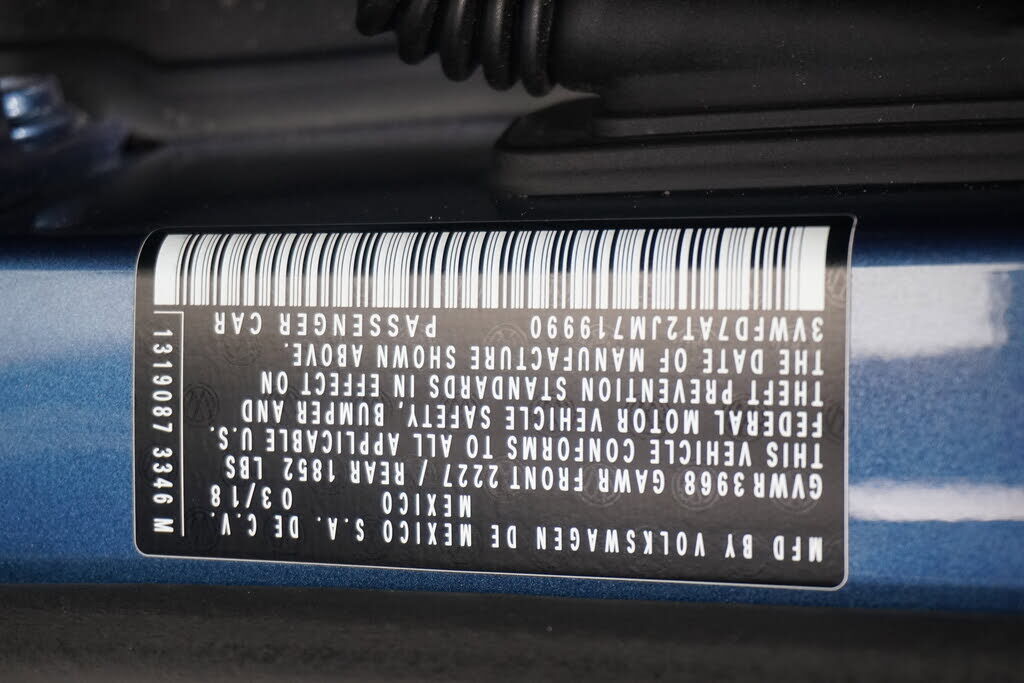 MFD BY VOLKSWAGEN DE MEXICO S.A. DE C.V.
MEXICO 03/18
GVWR3968 GAWR FRONT 2227 / REAR 1852 LBS
THIS VEHICLE CONFORMS TO ALL APPLICABLE U.S.
FEDERAL MOTOR VEHICLE SAFETY, BUMPER AND
THEFT PREVENTION STANDARDS IN EFFECT ON
THE DATE OF MANUFACTURE SHOWN ABOVE.
3VWFD7AT2JM719990 PASSENGER CAR
1319087 3346 M